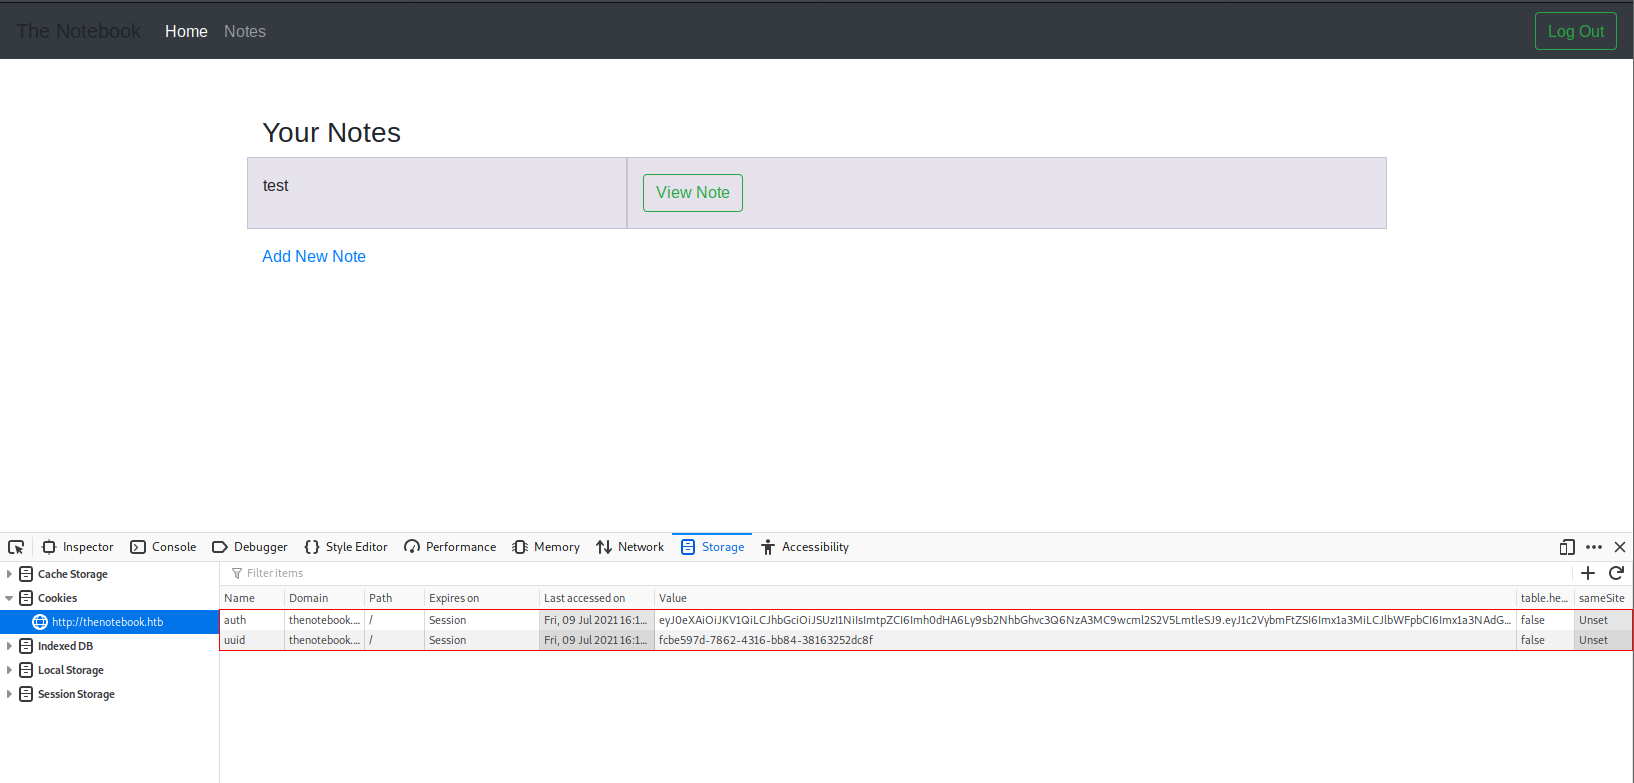 The Notebook Home Notes Log Out
Your Notes
test View Note
Add New Note
Inspector Console Debugger Style Editor Performance Memory Network Storage Accessibility
Cache Storage
Cookies
http://thenotebook.htb
Indexed DB
Local Storage
Session Storage
Filter items
Name Domain Path Expires on Last accessed on Value table.he... sameSite
auth thenotebook.... / Session Fri, 09 Jul 2021 16:1... eyJ0eXAiOiJKV1QiLCJhbGciOiJSUzI1NiIsImtpZCI6Imh0dHA6Ly9sb2NhbGhvc3Q6NzA3MC9wcml2S2V5LmtleSJ9.eyJ1c2VybmFtZSI6Imx1a3MiLCJlbWFpbCI6Imx1a3NAdG... false Unset
uuid thenotebook.... / Session Fri, 09 Jul 2021 16:1... fcbe597d-7862-4316-bb84-38163252dc8f false Unset